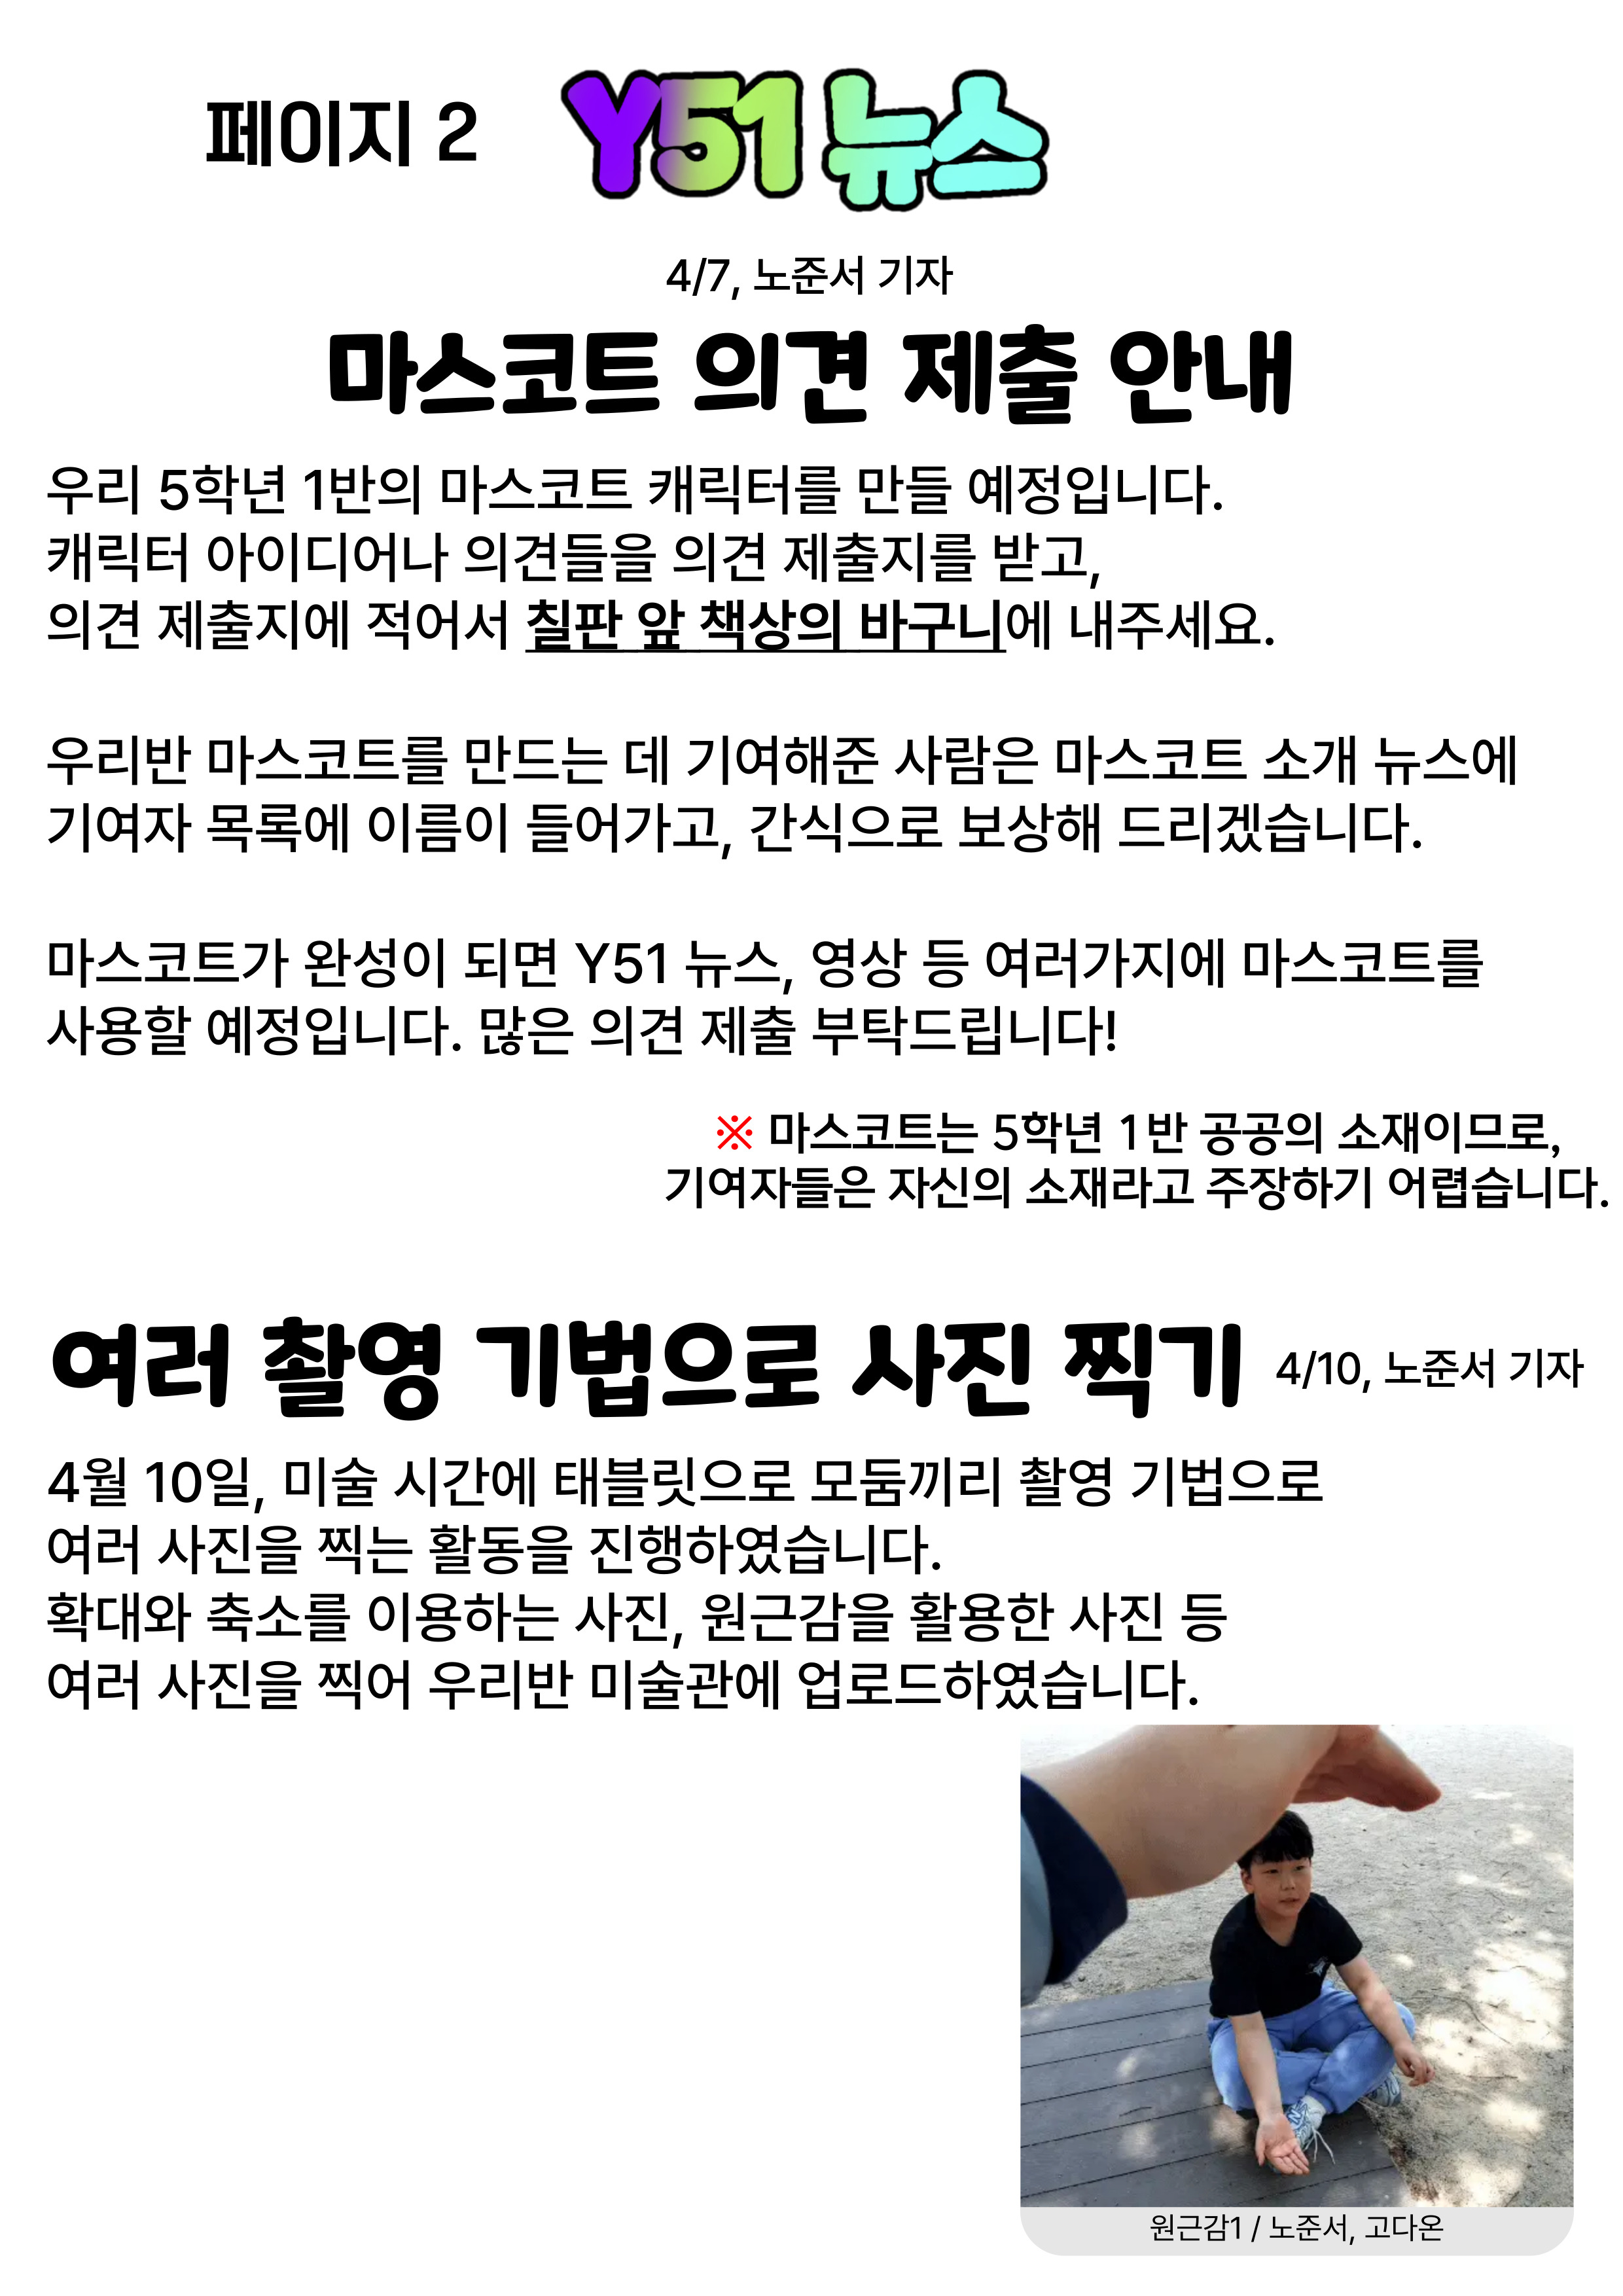 페이지 2
Y51 뉴스
4/7, 노준서 기자
마스코트 의견 제출 안내
우리 5학년 1반의 마스코트 캐릭터를 만들 예정입니다.
캐릭터 아이디어나 의견들을 의견 제출지를 받고,
의견 제출지에 적어서 칠판 앞 책상의 바구니에 내주세요.
우리반 마스코트를 만드는 데 기여해준 사람은 마스코트 소개 뉴스에
기여자 목록에 이름이 들어가고, 간식으로 보상해 드리겠습니다.
마스코트가 완성이 되면 Y51 뉴스, 영상 등 여러가지에 마스코트를
사용할 예정입니다. 많은 의견 제출 부탁드립니다!
※ 마스코트는 5학년 1반 공공의 소재이므로,
기여자들은 자신의 소재라고 주장하기 어렵습니다.
여러 촬영 기법으로 사진 찍기 4/10, 노준서 기자
4월 10일, 미술 시간에 태블릿으로 모둠끼리 촬영 기법으로
여러 사진을 찍는 활동을 진행하였습니다.
확대와 축소를 이용하는 사진, 원근감을 활용한 사진 등
여러 사진을 찍어 우리반 미술관에 업로드하였습니다.
원근감1 / 노준서, 고다온